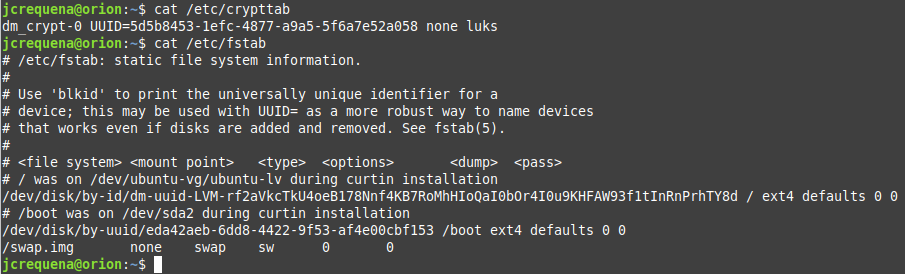 jcrequena@orion:~$ cat /etc/crypttab
dm_crypt-0 UUID=5d5b8453-1efc-4877-a9a5-5f6a7e52a058 none luks
jcrequena@orion:~$ cat /etc/fstab
# /etc/fstab: static file system information.
#
# Use 'blkid' to print the universally unique identifier for a
# device; this may be used with UUID= as a more robust way to name devices
# that works even if disks are added and removed. See fstab(5).
#
# <file system> <mount point>   <type>  <options>       <dump>  <pass>
# / was on /dev/ubuntu-vg/ubuntu-lv during curtin installation
/dev/disk/by-id/dm-uuid-LVM-rf2aVkcTkU4oeB178Nnf4KB7RoMhHIoQaI0bOr4I0u9KHFAW93f1tInRnPrhTY8d / ext4 defaults 0 0
# /boot was on /dev/sda2 during curtin installation
/dev/disk/by-uuid/eda42aeb-6dd8-4422-9f53-af4e00cbf153 /boot ext4 defaults 0 0
/swap.img       none    swap    sw      0       0
jcrequena@orion:~$